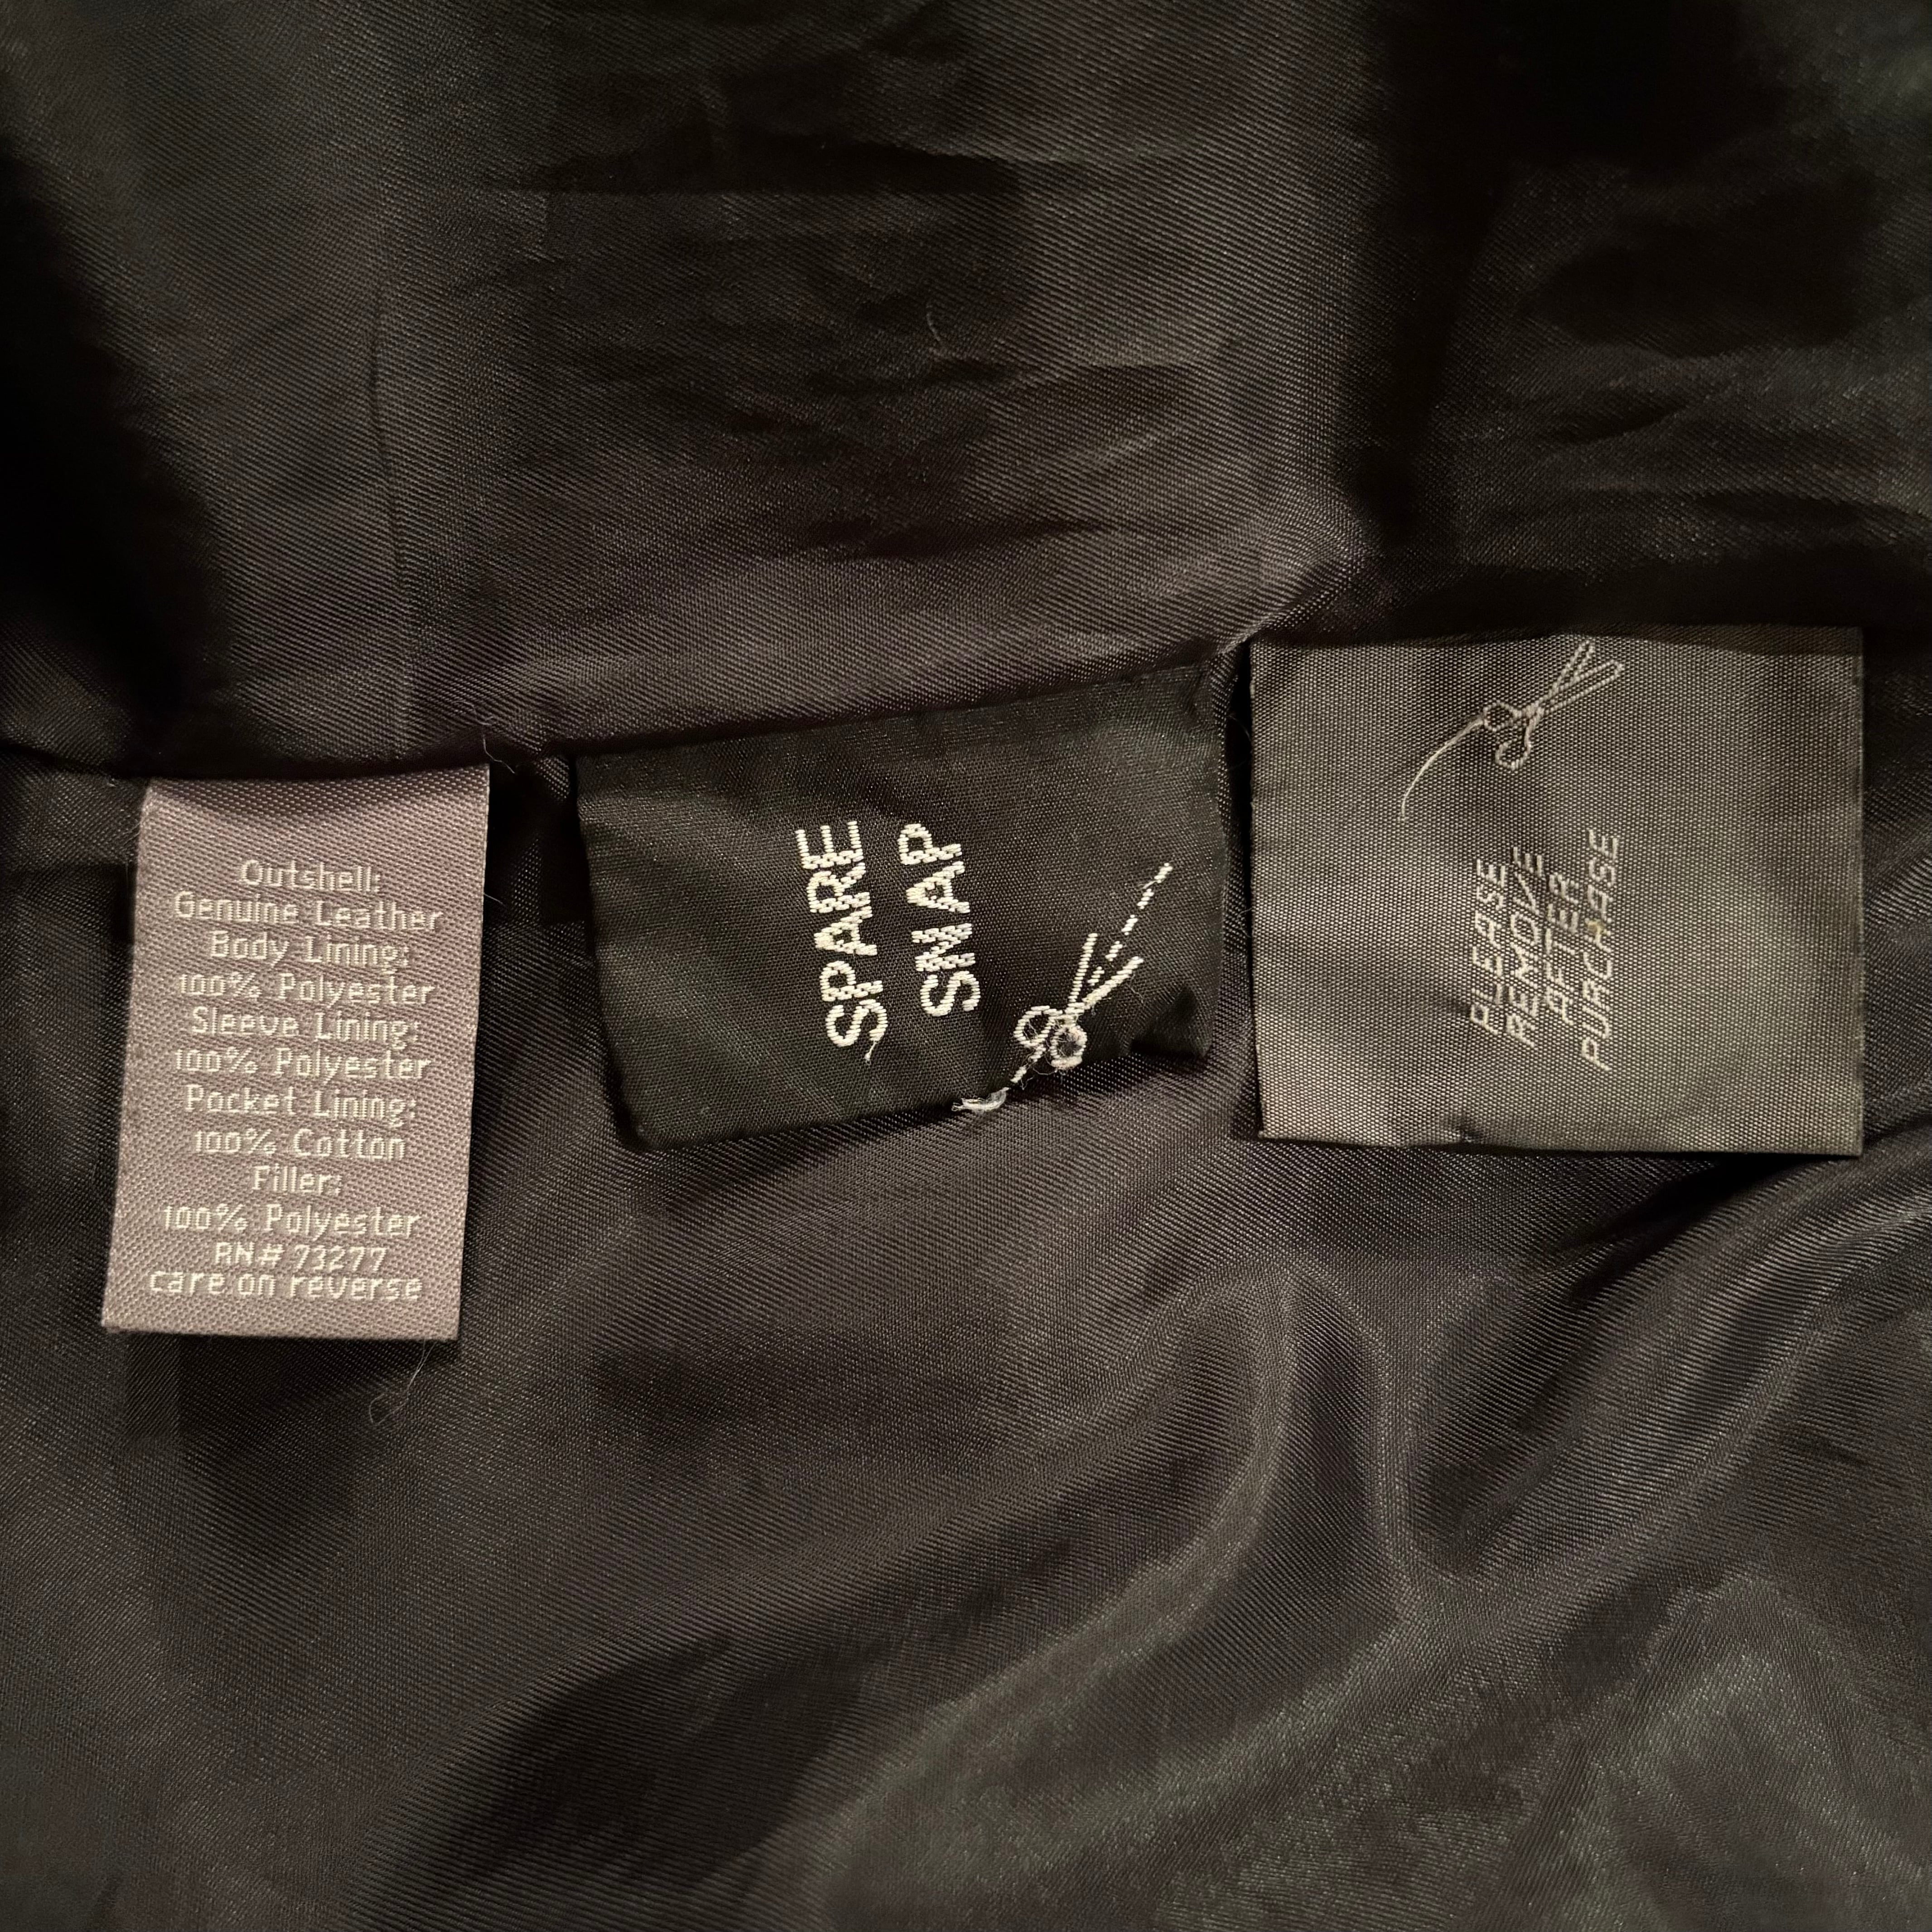 Outshell:
Genuine Leather
Body Lining:
100% Polyester
Sleeve Lining:
100% Polyester
Pocket Lining:
100% Cotton
Filler:
100% Polyester
RN# 73277
care on reverse
SPARE
SNAP
PLEASE
REMOVE
AFTER
PURCHASE